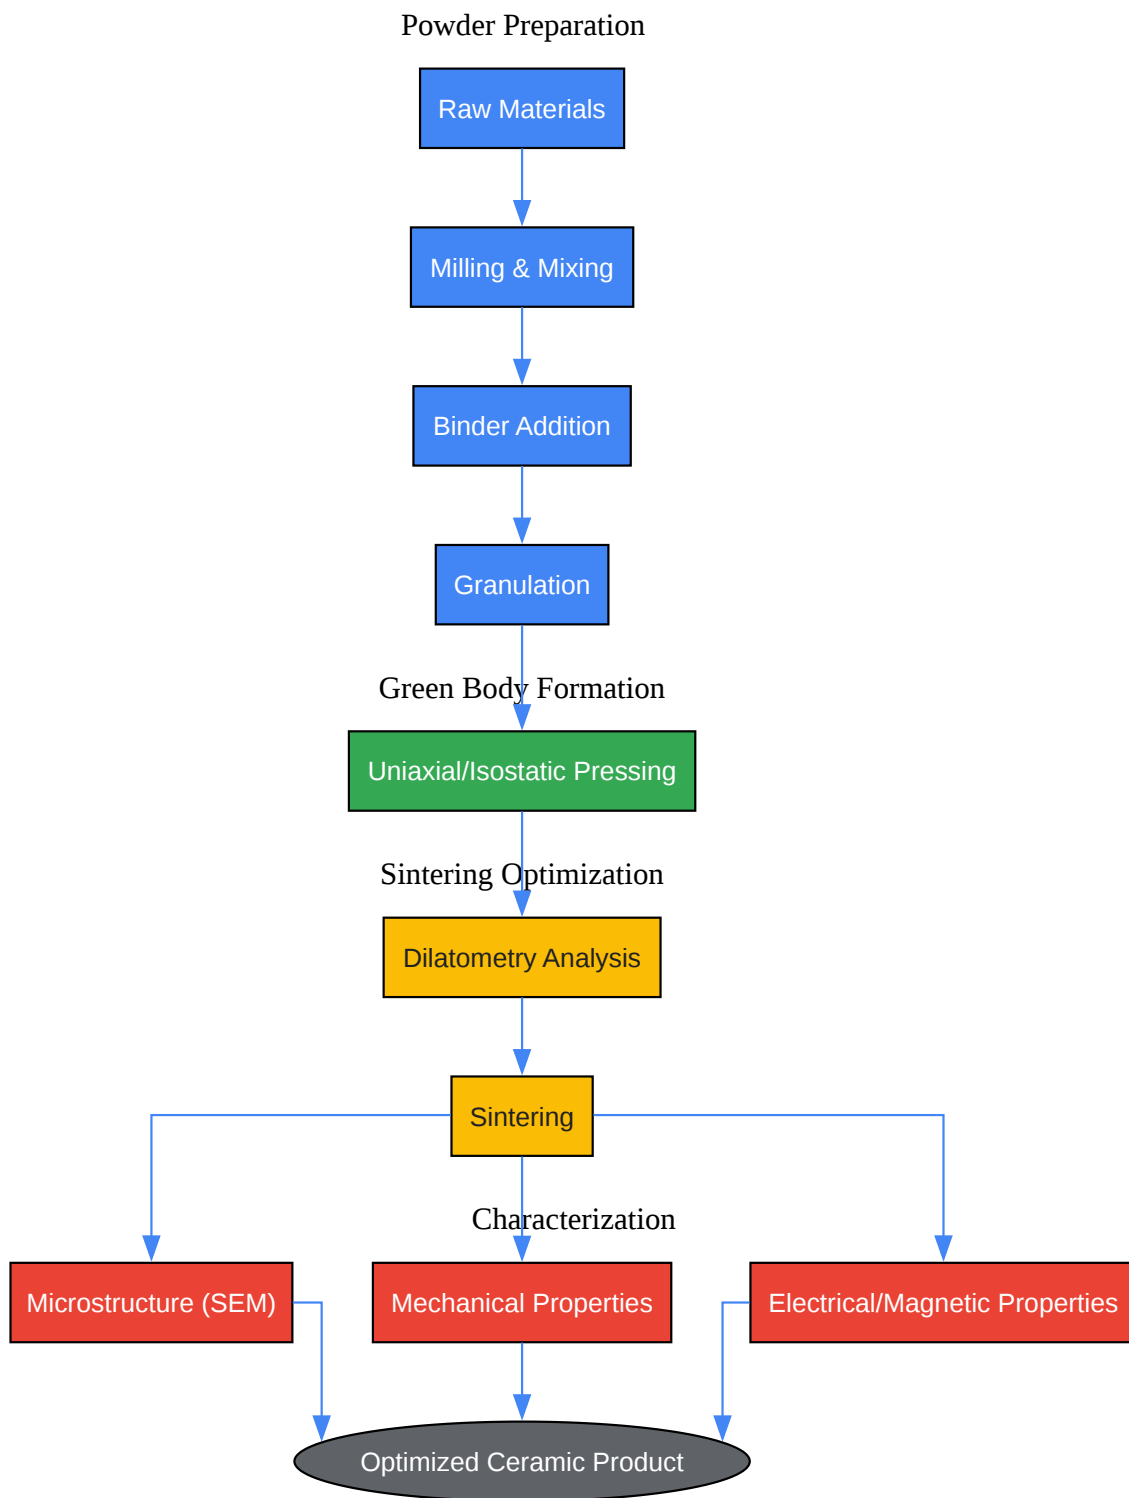 Powder Preparation
Raw Materials
Milling & Mixing
Binder Addition
Granulation
Green Body Formation
Uniaxial/Isostatic Pressing
Sintering Optimization
Dilatometry Analysis
Sintering
Characterization
Microstructure (SEM)
Mechanical Properties
Electrical/Magnetic Properties
Optimized Ceramic Product